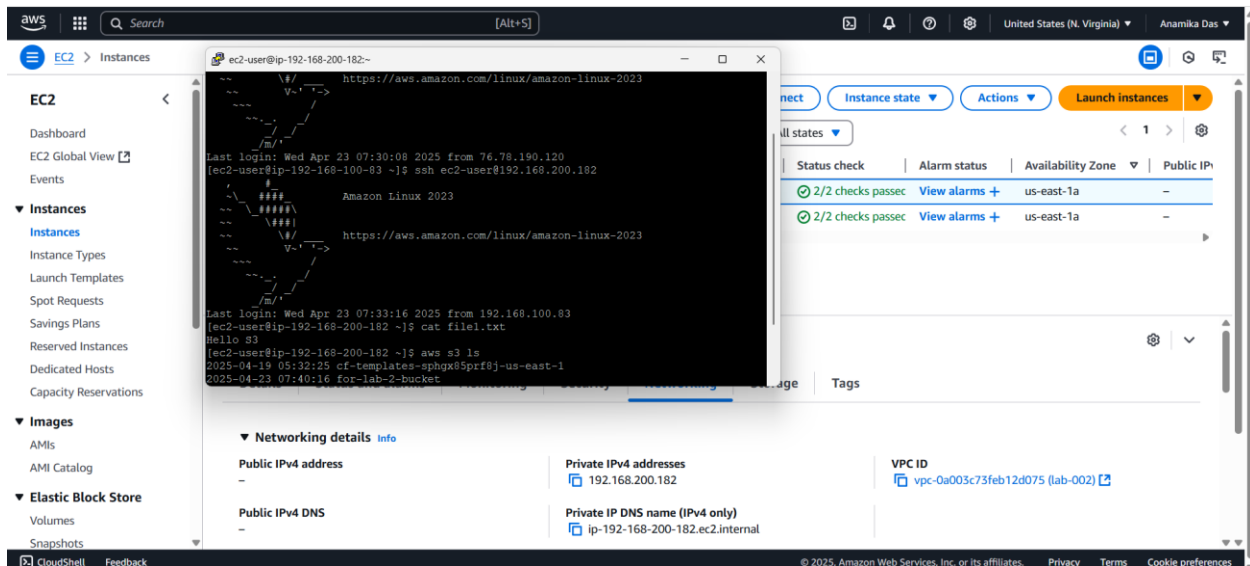 aws Search [Alt+S] United States (N. Virginia) Anamika Das
EC2 > Instances
EC2
Dashboard
EC2 Global View
Events
Instances
Instances
Instance Types
Launch Templates
Spot Requests
Savings Plans
Reserved Instances
Dedicated Hosts
Capacity Reservations
Images
AMIs
AMI Catalog
Elastic Block Store
Volumes
Snapshots
ec2-user@ip-192-168-200-182:~
~~ \#/ ___ https://aws.amazon.com/linux/amazon-linux-2023
~~ V~' '->
~~~ /
~~._. _/
_/ _/
_/m/'
Last login: Wed Apr 23 07:30:08 2025 from 76.78.190.120
[ec2-user@ip-192-168-100-83 ~]$ ssh ec2-user@192.168.200.182
, #_
~\_ ####_ Amazon Linux 2023
~~ \_#####\
~~ \###|
~~ \#/ ___ https://aws.amazon.com/linux/amazon-linux-2023
~~ V~' '->
~~~ /
~~._. _/
_/ _/
_/m/'
Last login: Wed Apr 23 07:33:16 2025 from 192.168.100.83
[ec2-user@ip-192-168-200-182 ~]$ cat file1.txt
Hello S3
[ec2-user@ip-192-168-200-182 ~]$ aws s3 ls
2025-04-19 05:32:25 cf-templates-sphgx85prf8j-us-east-1
2025-04-23 07:40:16 for-lab-2-bucket
nect Instance state Actions Launch instances
All states < 1 >
Status check Alarm status Availability Zone Public IPv
2/2 checks passec View alarms + us-east-1a –
2/2 checks passec View alarms + us-east-1a –
Tags
Networking details Info
Public IPv4 address
–
Private IPv4 addresses
192.168.200.182
VPC ID
vpc-0a003c73feb12d075 (lab-002)
Public IPv4 DNS
–
Private IP DNS name (IPv4 only)
ip-192-168-200-182.ec2.internal
CloudShell Feedback © 2025, Amazon Web Services, Inc. or its affiliates. Privacy Terms Cookie preferences